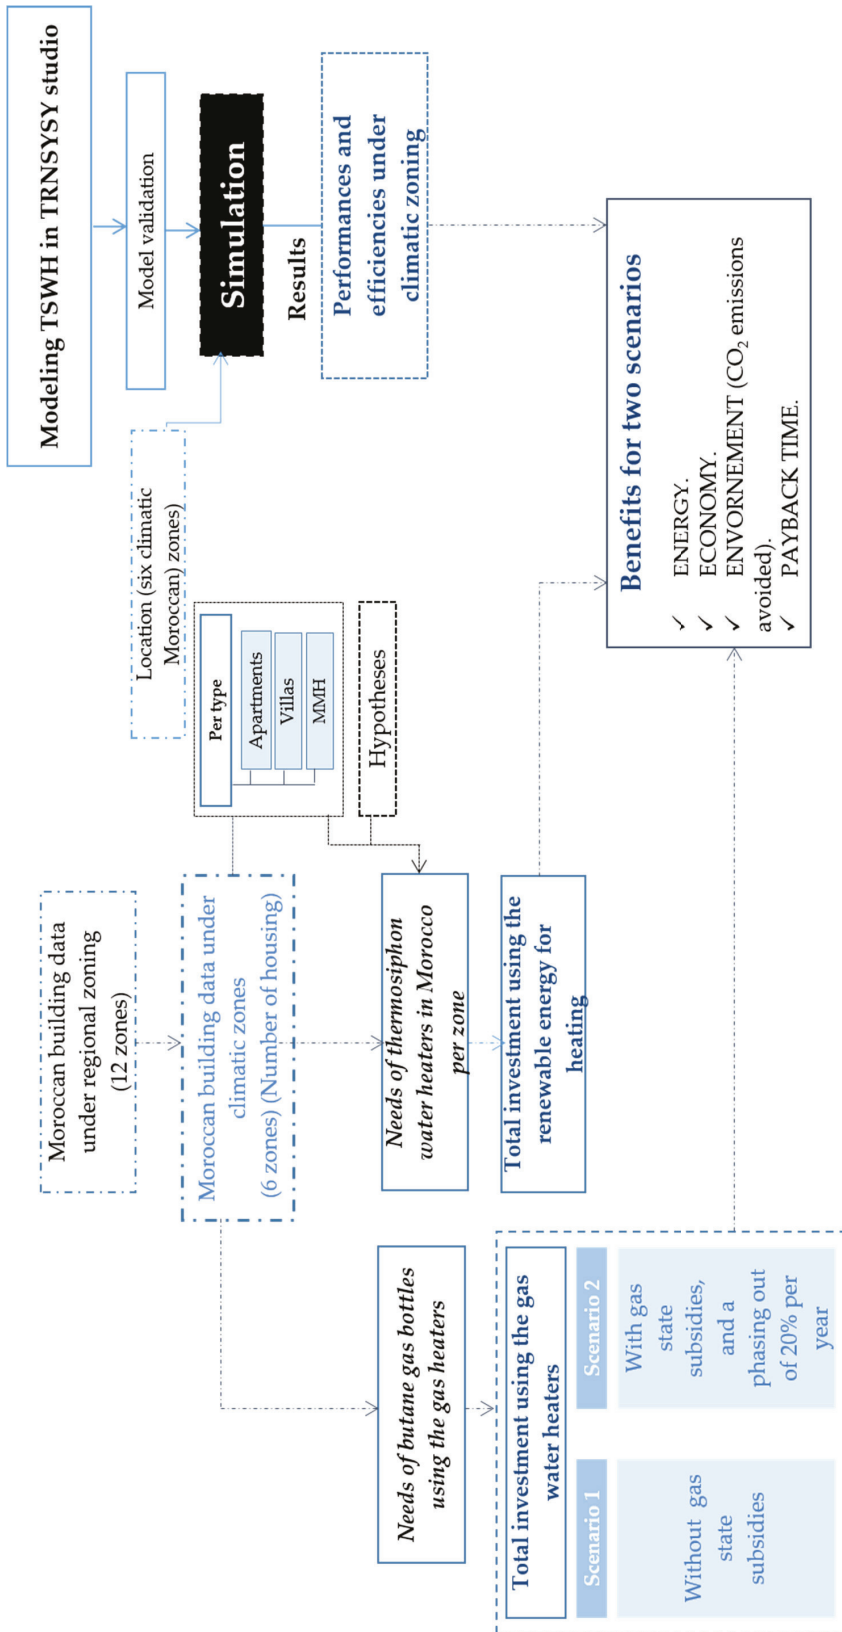 Modeling TSWH in TRNSYSY studio
Model validation
Location (six climatic
Moroccan) zones)
Simulation
Results
Performances and
efficiencies under
climatic zoning
Moroccan building data
under regional zoning
(12 zones)
Moroccan building data under
climatic zones
(6 zones) (Number of housing)
Per type
Apartments
Villas
MMH
Hypotheses
Needs of butane gas bottles
using the gas heaters
Needs of thermosiphon
water heaters in Morocco
per zone
Total investment using the gas
water heaters
Scenario 1
Scenario 2
Without gas
state
subsidies
With gas
state
subsidies,
and a
phasing out
of 20% per
year
Total investment using the
renewable energy for
heating
Benefits for two scenarios
✓ ENERGY.
✓ ECONOMY.
✓ ENVORNEMENT (CO₂ emissions
avoided).
✓ PAYBACK TIME.